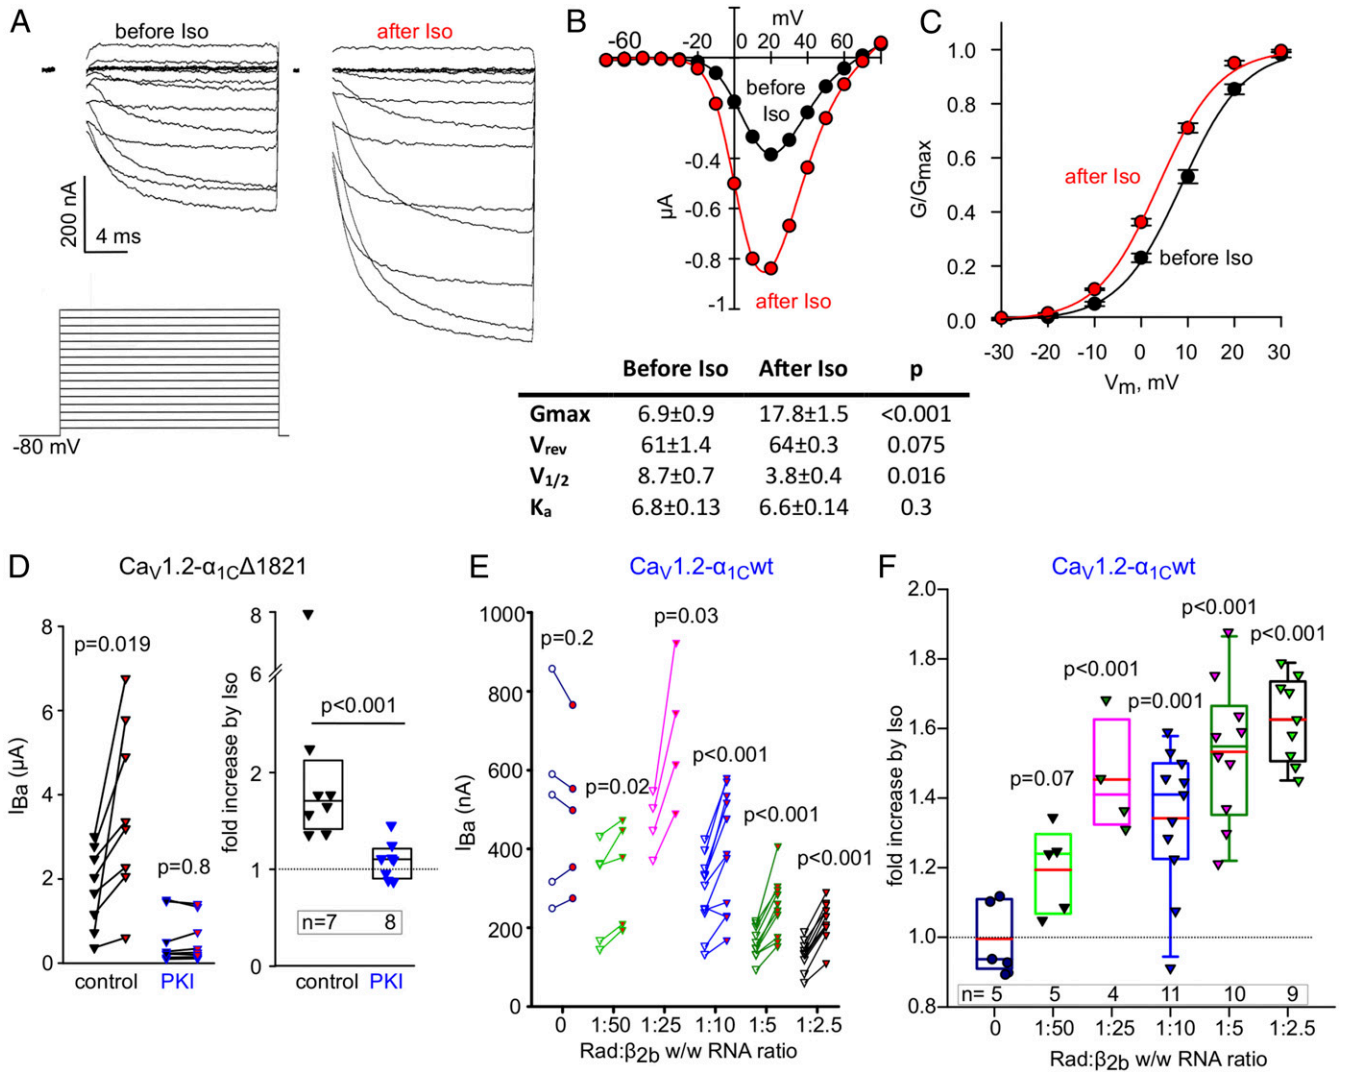 A
before Iso
after Iso
200 nA
4 ms
-80 mV
B
mV
-60
-20
0
20
40
60
before
Iso
-0.4
-0.6
-0.8
-1
µA
after Iso
C
1.0
0.8
0.6
0.4
0.2
0.0
G/Gmax
after Iso
before Iso
-30
-20
-10
0
10
20
30
Vm, mV
Before Iso After Iso p
Gmax 6.9±0.9 17.8±1.5 <0.001
Vrev 61±1.4 64±0.3 0.075
V1/2 8.7±0.7 3.8±0.4 0.016
Ka 6.8±0.13 6.6±0.14 0.3
D
CaV1.2-α1CΔ1821
8
6
4
2
0
IBa (µA)
p=0.019
p=0.8
control
PKI
8
6
2
1
0
fold increase by Iso
p<0.001
n=7 8
control
PKI
E
CaV1.2-α1Cwt
1000
800
600
400
200
0
IBa (nA)
p=0.2
p=0.02
p=0.03
p<0.001
p<0.001
p<0.001
0 1:50 1:25 1:10 1:5 1:2.5
Rad:β2b w/w RNA ratio
F
CaV1.2-α1Cwt
2.0
1.8
1.6
1.4
1.2
1.0
0.8
fold increase by Iso
p=0.07
p<0.001
p=0.001
p<0.001
p<0.001
n= 5 5 4 11 10 9
0 1:50 1:25 1:10 1:5 1:2.5
Rad:β2b w/w RNA ratio